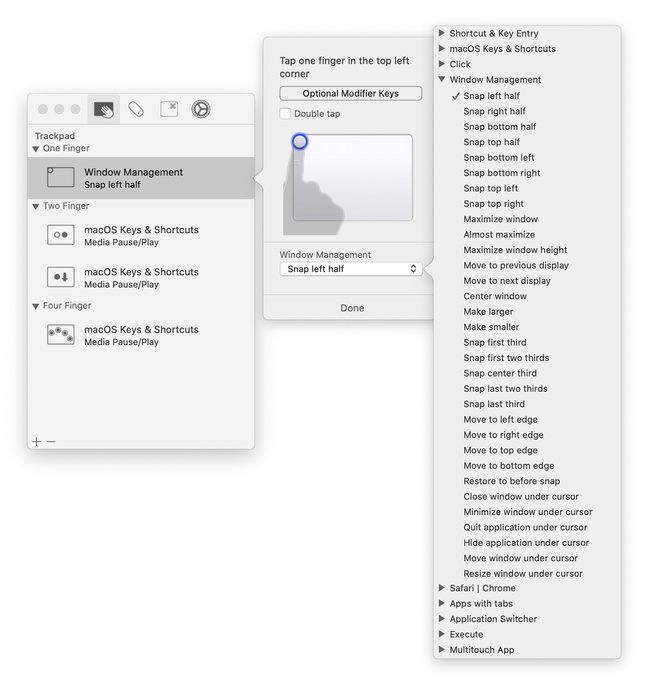 Trackpad
One Finger
Window Management
Snap left half
Two Finger
macOS Keys & Shortcuts
Media Pause/Play
macOS Keys & Shortcuts
Media Pause/Play
Four Finger
macOS Keys & Shortcuts
Media Pause/Play
Tap one finger in the top left
corner
Optional Modifier Keys
Double tap
Window Management
Snap left half
Done
Shortcut & Key Entry
macOS Keys & Shortcuts
Click
Window Management
Snap left half
Snap right half
Snap bottom half
Snap top half
Snap bottom left
Snap bottom right
Snap top left
Snap top right
Maximize window
Almost maximize
Maximize window height
Move to previous display
Move to next display
Center window
Make larger
Make smaller
Snap first third
Snap first two thirds
Snap center third
Snap last two thirds
Snap last third
Move to left edge
Move to right edge
Move to top edge
Move to bottom edge
Restore to before snap
Close window under cursor
Minimize window under cursor
Quit application under cursor
Hide application under cursor
Move window under cursor
Resize window under cursor
Safari | Chrome
Apps with tabs
Application Switcher
Execute
Multitouch App